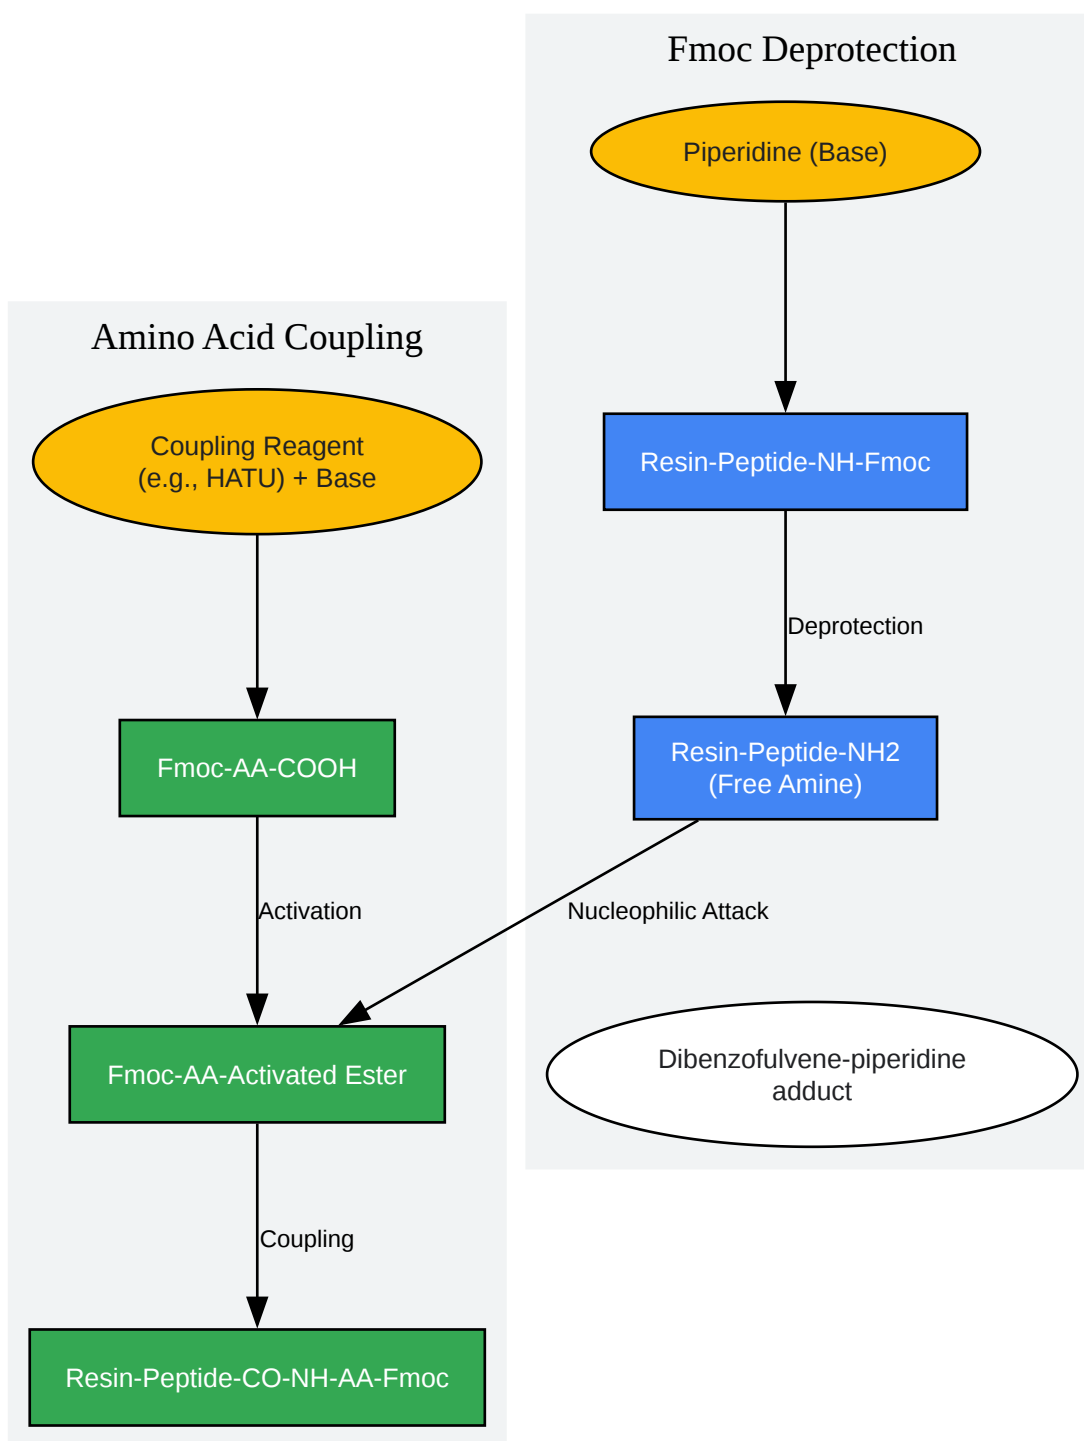 Fmoc Deprotection
Piperidine (Base)
Resin-Peptide-NH-Fmoc
Deprotection
Resin-Peptide-NH2
(Free Amine)
Nucleophilic Attack
Dibenzofulvene-piperidine
adduct
Amino Acid Coupling
Coupling Reagent
(e.g., HATU) + Base
Fmoc-AA-COOH
Activation
Fmoc-AA-Activated Ester
Coupling
Resin-Peptide-CO-NH-AA-Fmoc